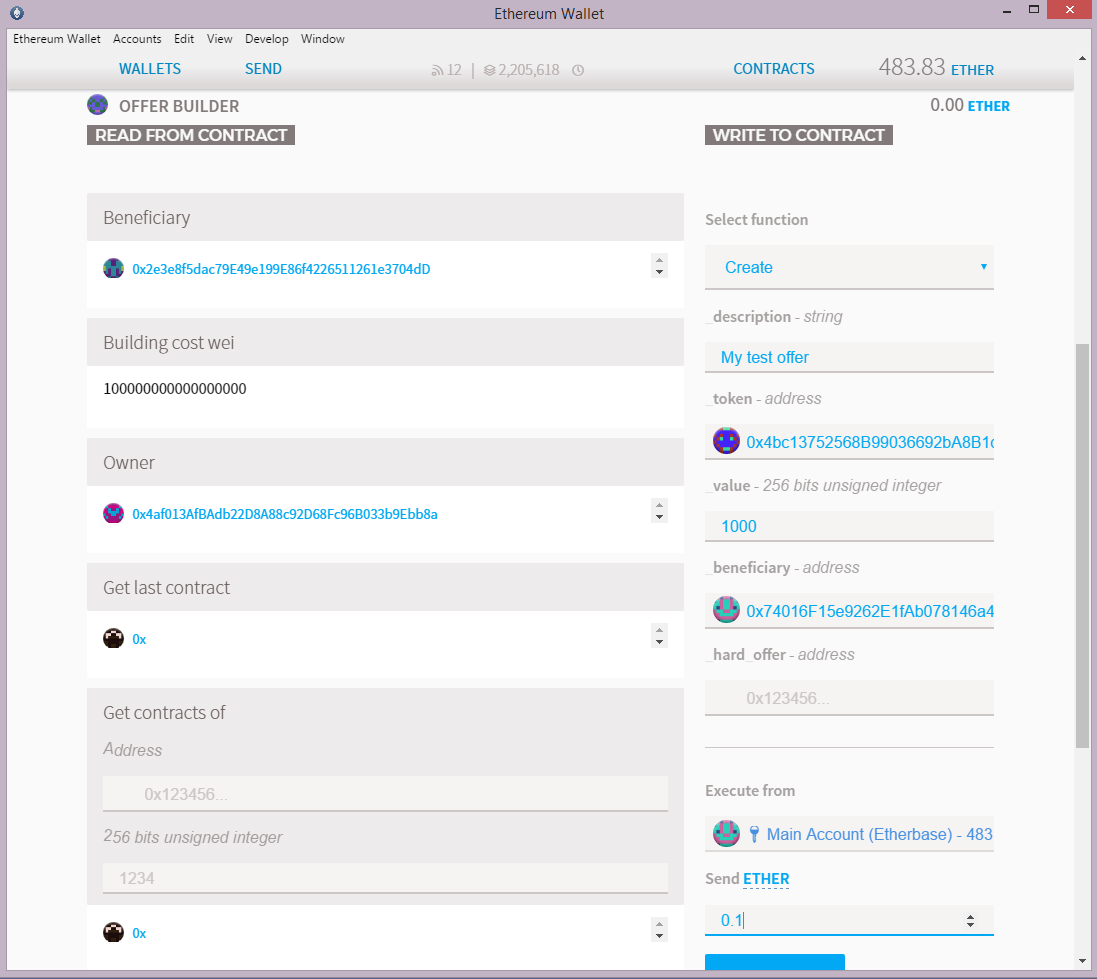 Ethereum Wallet
Ethereum Wallet Accounts Edit View Develop Window
WALLETS SEND 12 | 2,205,618 CONTRACTS 483.83 ETHER
OFFER BUILDER 0.00 ETHER
READ FROM CONTRACT
WRITE TO CONTRACT
Beneficiary
0x2e3e8f5dac79E49e199E86f4226511261e3704dD
Building cost wei
100000000000000000
Owner
0x4af013AfBAdb22D8A88c92D68Fc96B033b9Ebb8a
Get last contract
0x
Get contracts of
Address
0x123456...
256 bits unsigned integer
1234
0x
Select function
Create
_description - string
My test offer
_token - address
0x4bc13752568B99036692bA8B1c
_value - 256 bits unsigned integer
1000
_beneficiary - address
0x74016F15e9262E1fAb078146a4
_hard_offer - address
0x123456...
Execute from
Main Account (Etherbase) - 483
Send ETHER
0.1